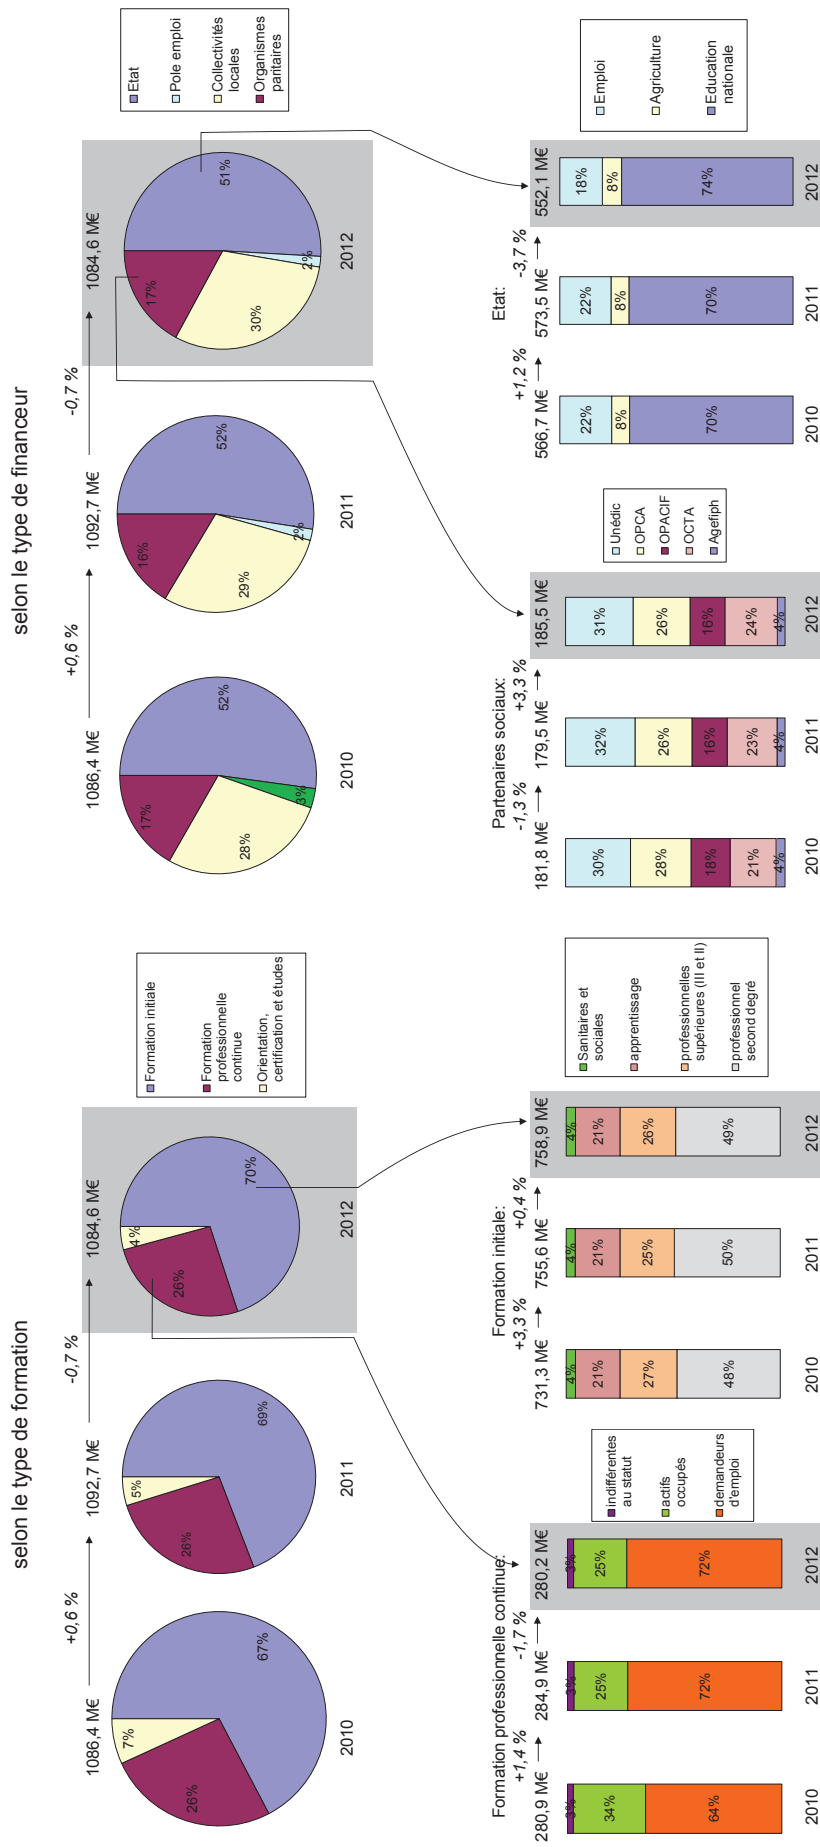 selon le type de formation
1086,4 M€
+0,6 %
1092,7 M€
-0,7 %
1084,6 M€
7%
26%
67%
2010
5%
26%
69%
2011
4%
26%
70%
2012
Formation initiale
Formation
professionnelle
continue
Orientation,
certification et études
Formation professionnelle continue:
+1,4 %
-1,7 %
280,9 M€
284,9 M€
280,2 M€
3%
34%
64%
2010
3%
25%
72%
2011
3%
25%
72%
2012
indifférentes
au statut
actifs
occupés
demandeurs
d'emploi
Formation initiale:
+3,3 %
+0,4 %
731,3 M€
755,6 M€
758,9 M€
4%
21%
27%
48%
2010
4%
21%
25%
50%
2011
4%
21%
26%
49%
2012
Sanitaires et
sociales
apprentissage
professionnelles
supérieures (III et II)
professionnel
second degré
selon le type de financeur
1086,4 M€
+0,6 %
1092,7 M€
-0,7 %
1084,6 M€
17%
28%
3%
52%
2010
16%
29%
2%
52%
2011
17%
30%
2%
51%
2012
Etat
Pole emploi
Collectivités
locales
Organismes
paritaires
Partenaires sociaux:
-1,3 %
+3,3 %
181,8 M€
179,5 M€
185,5 M€
30%
28%
18%
21%
4%
2010
32%
26%
16%
23%
4%
2011
31%
26%
16%
24%
4%
2012
Unédic
OPCA
OPACIF
OCTA
Agefiph
Etat:
+1,2 %
-3,7 %
566,7 M€
573,5 M€
552,1 M€
22%
8%
70%
2010
22%
8%
70%
2011
18%
8%
74%
2012
Emploi
Agriculture
Education
nationale